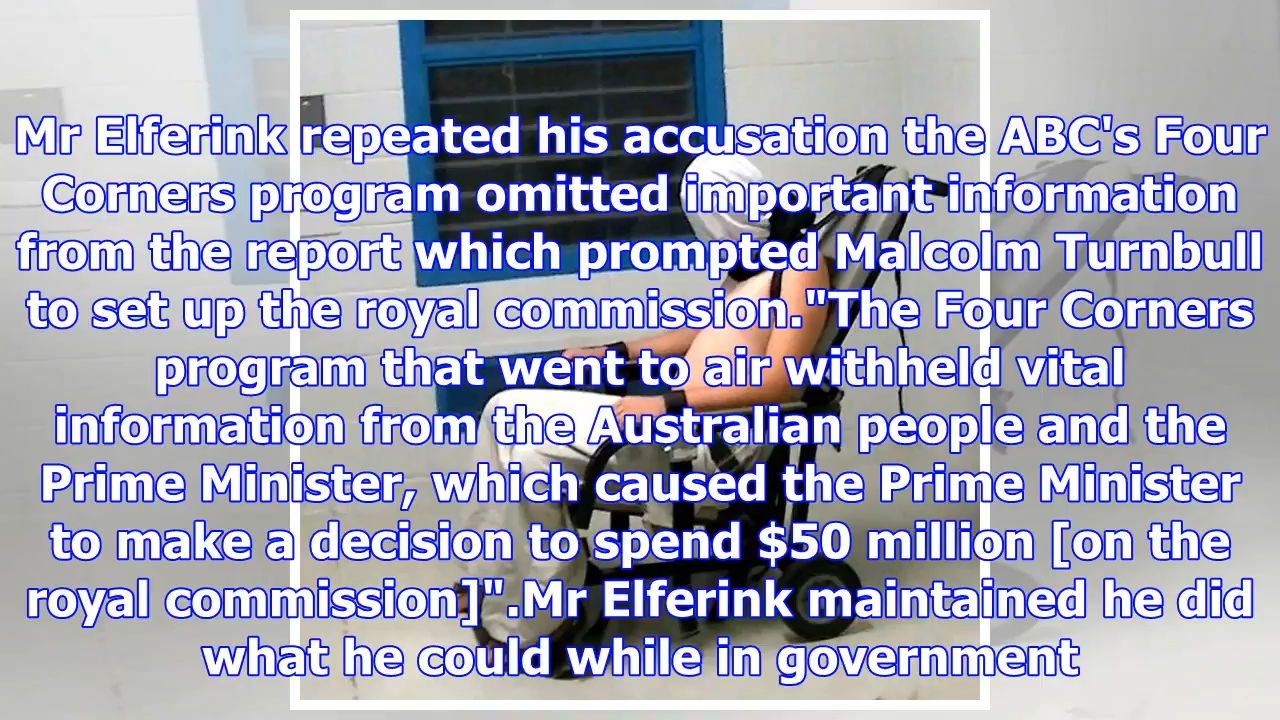 Mr Elferink repeated his accusation the ABC's Four
Corners program omitted important information
from the report which prompted Malcolm Turnbull
to set up the royal commission."The Four Corners
program that went to air withheld vital
information from the Australian people and the
Prime Minister, which caused the Prime Minister
to make a decision to spend $50 million [on the
royal commission]".Mr Elferink maintained he did
what he could while in government